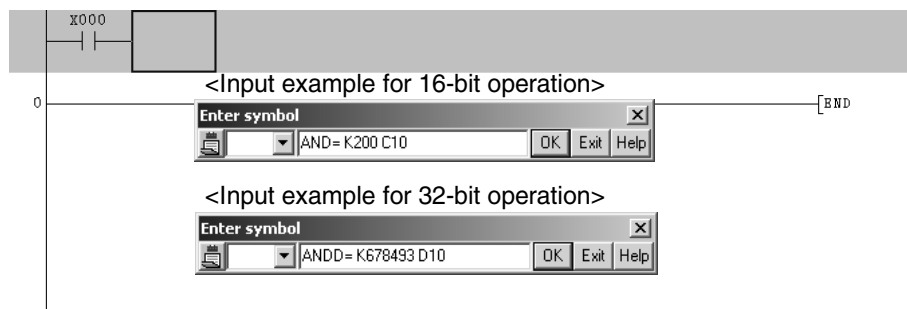 X000
<Input example for 16-bit operation>
0
END
Enter symbol
AND= K200 C10 OK Exit Help
<Input example for 32-bit operation>
Enter symbol
ANDD= K678493 D10 OK Exit Help